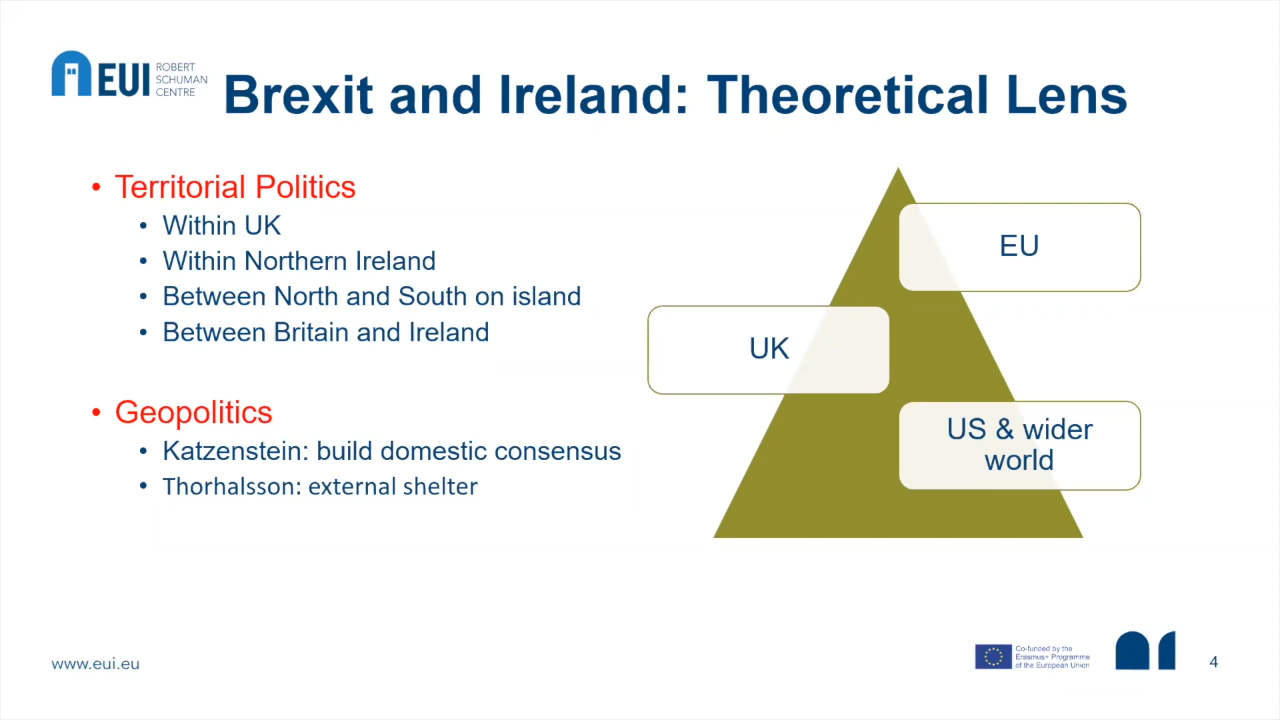 EUI
ROBERT
SCHUMAN
CENTRE
Brexit and Ireland: Theoretical Lens
• Territorial Politics
• Within UK
• Within Northern Ireland
• Between North and South on island
• Between Britain and Ireland
• Geopolitics
• Katzenstein: build domestic consensus
• Thorhalsson: external shelter
EU
UK
US & wider
world
www.eui.eu
Co-funded by the
Erasmus+ Programme
of the European Union
4